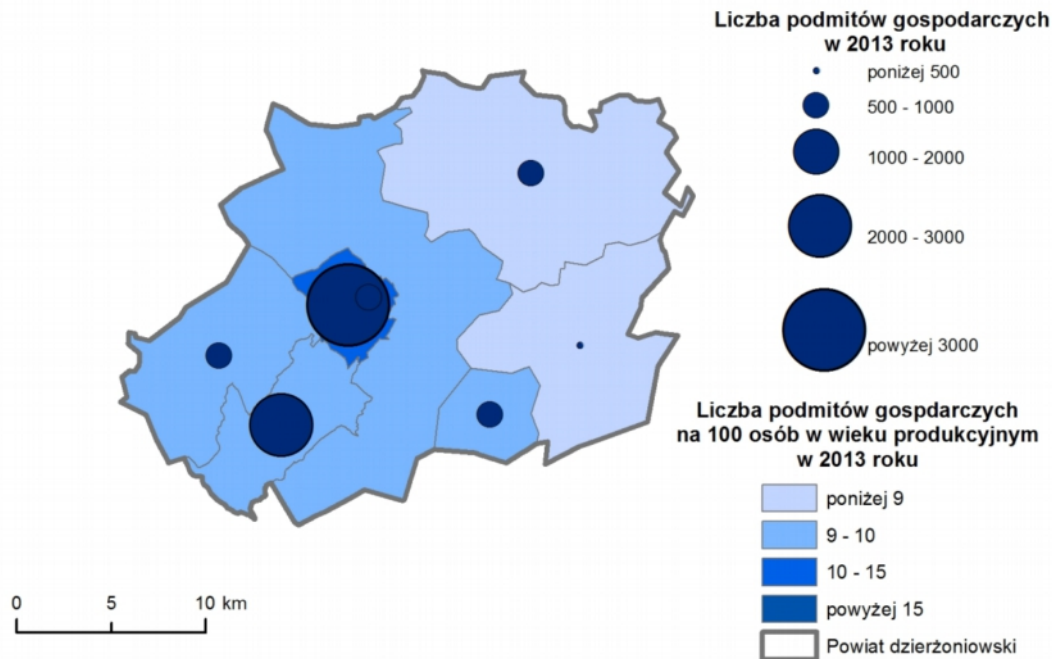 Liczba podmitów gospodarczych
w 2013 roku
poniżej 500
500 - 1000
1000 - 2000
2000 - 3000
powyżej 3000
Liczba podmitów gospdarczych
na 100 osób w wieku produkcyjnym
w 2013 roku
poniżej 9
9 - 10
10 - 15
powyżej 15
Powiat dzierżoniowski
0 5 10 km